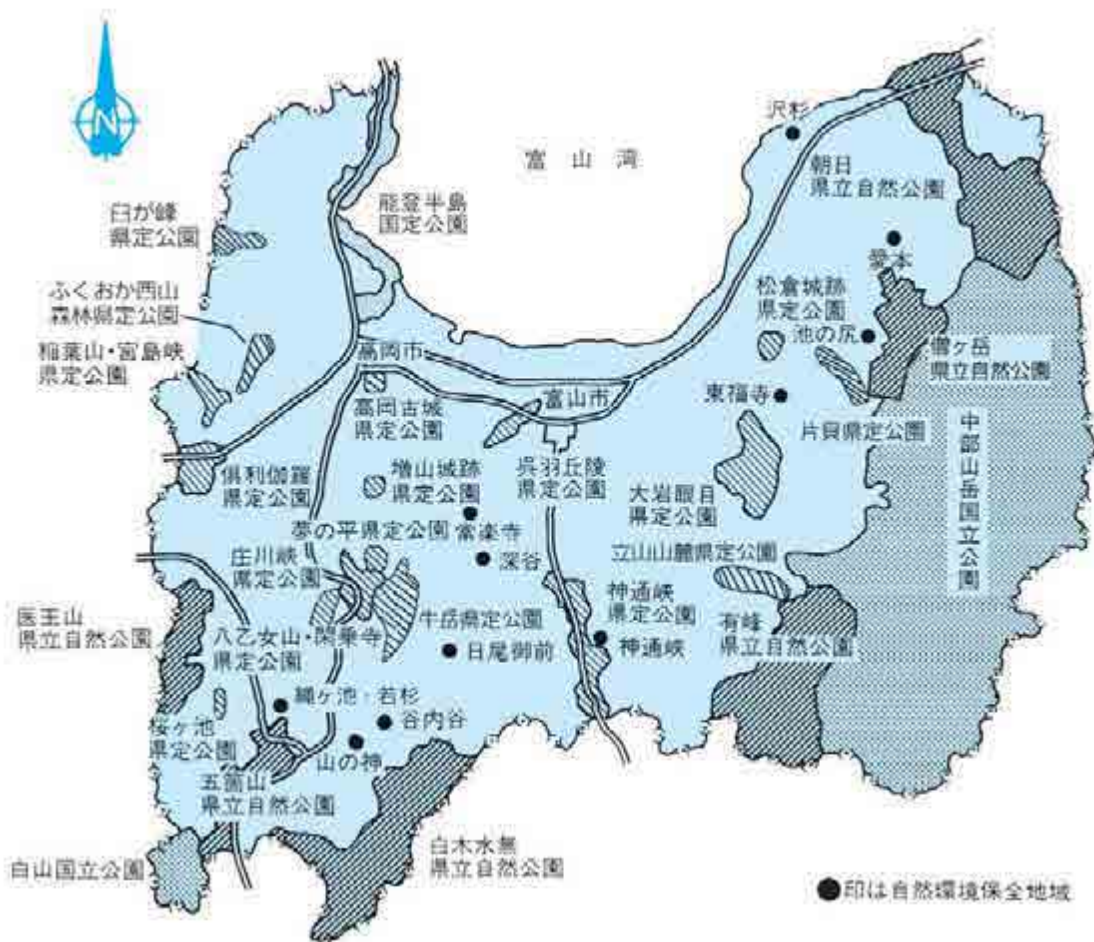 N
沢杉
富山湾
朝日
県立自然公園
能登半島
国定公園
臼が峰
県定公園
愛本
ふくおか西山
森林県定公園
松倉城跡
県定公園
池の尻
稲葉山・宮島峡
県定公園
高岡市
僧ヶ岳
県立自然公園
富山市
東福寺
高岡古城
県定公園
片貝県定公園
中部山岳国立公園
倶利伽羅
県定公園
増山城跡
県定公園
呉羽丘陵
県定公園
大岩眼目
県定公園
夢の平県定公園
常楽寺
庄川峡
県定公園
深谷
立山山麓県定公園
医王山
県立自然公園
牛岳県定公園
神通峡
県定公園
有峰
県立自然公園
八乙女山・閑乗寺
県定公園
日尾御前
神通峡
縄ヶ池・若杉
谷内谷
桜ヶ池
県定公園
山の神
五箇山
県立自然公園
白山国立公園
白木水無
県立自然公園
●印は自然環境保全地域